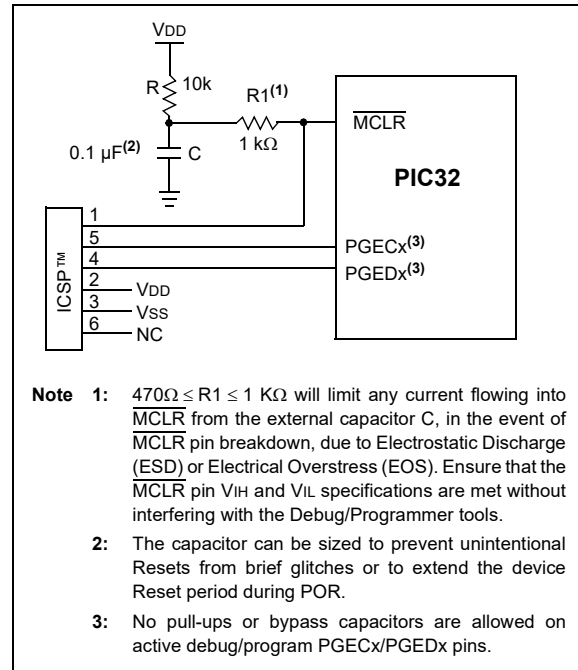 VDD
R 10k
R1(1)
0.1 µF(2) C
1 kΩ
MCLR
PIC32
ICSP™
1
5
4
2
3
6
PGECx(3)
PGEDx(3)
VDD
VSS
NC
Note 1: 470Ω ≤ R1 ≤ 1 KΩ will limit any current flowing into
MCLR from the external capacitor C, in the event of
MCLR pin breakdown, due to Electrostatic Discharge
(ESD) or Electrical Overstress (EOS). Ensure that the
MCLR pin VIH and VIL specifications are met without
interfering with the Debug/Programmer tools.
2: The capacitor can be sized to prevent unintentional
Resets from brief glitches or to extend the device
Reset period during POR.
3: No pull-ups or bypass capacitors are allowed on
active debug/program PGECx/PGEDx pins.